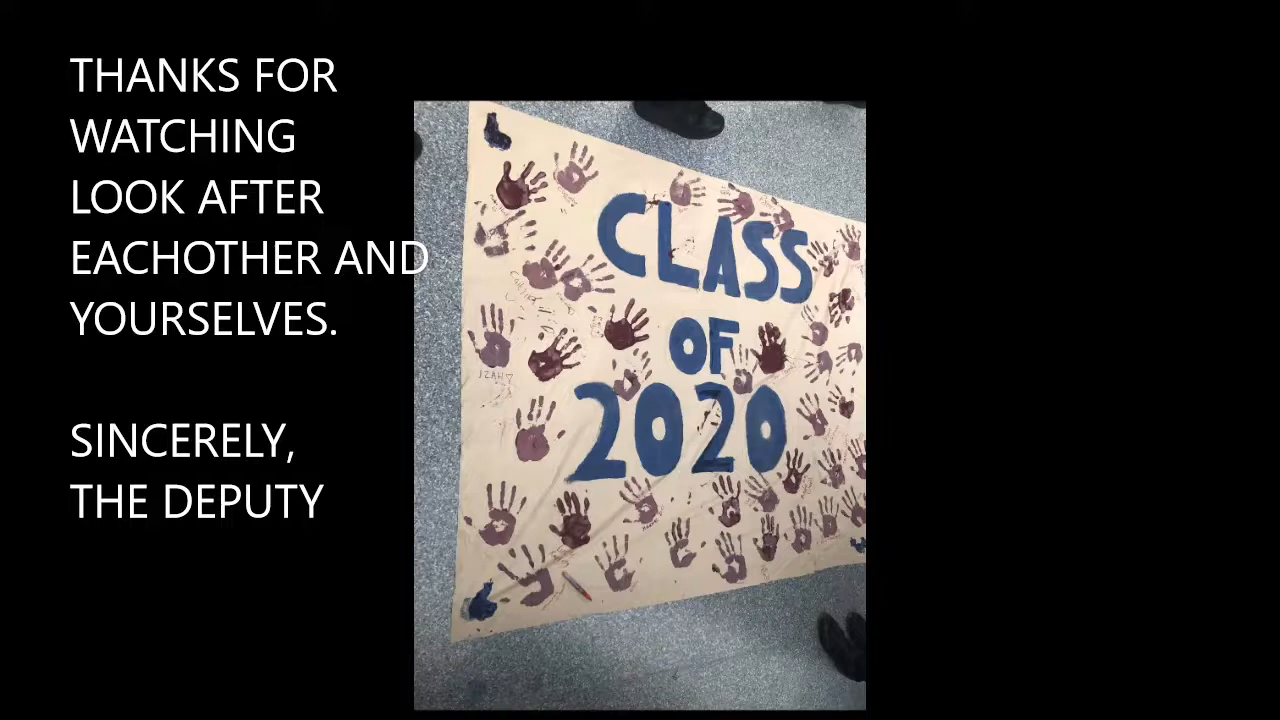 THANKS FOR
WATCHING
LOOK AFTER
EACHOTHER AND
YOURSELVES.
SINCERELY,
THE DEPUTY
CLASS
OF
2020